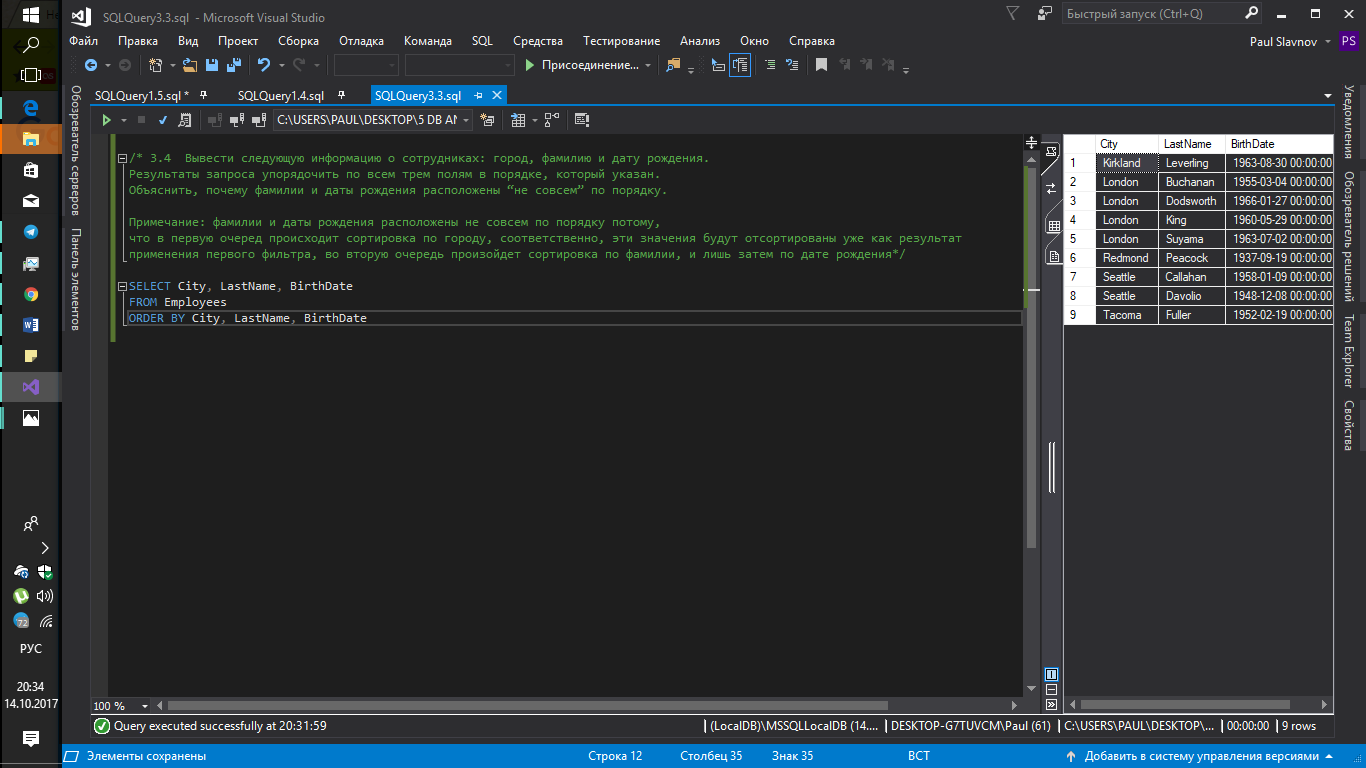 SQLQuery3.3.sql - Microsoft Visual Studio
Быстрый запуск (Ctrl+Q)
Файл Правка Вид Проект Сборка Отладка Команда SQL Средства Тестирование Анализ Окно Справка
Paul Slavnov PS
Присоединение...
SQLQuery1.5.sql * SQLQuery1.4.sql SQLQuery3.3.sql
C:\USERS\PAUL\DESKTOP\5 DB AN
Обозреватель серверов
Панель элементов
/* 3.4 Вывести следующую информацию о сотрудниках: город, фамилию и дату рождения.
Результаты запроса упорядочить по всем трем полям в порядке, который указан.
Объяснить, почему фамилии и даты рождения расположены “не совсем” по порядку.
Примечание: фамилии и даты рождения расположены не совсем по порядку потому,
что в первую очеред происходит сортировка по городу, соответственно, эти значения будут отсортированы уже как результат
применения первого фильтра, во вторую очередь произойдет сортировка по фамилии, и лишь затем по дате рождения*/
SELECT City, LastName, BirthDate
FROM Employees
ORDER BY City, LastName, BirthDate
City LastName BirthDate
1 Kirkland Leverling 1963-08-30 00:00:00
2 London Buchanan 1955-03-04 00:00:00
3 London Dodsworth 1966-01-27 00:00:00
4 London King 1960-05-29 00:00:00
5 London Suyama 1963-07-02 00:00:00
6 Redmond Peacock 1937-09-19 00:00:00
7 Seattle Callahan 1958-01-09 00:00:00
8 Seattle Davolio 1948-12-08 00:00:00
9 Tacoma Fuller 1952-02-19 00:00:00
Уведомления
Обозреватель решений
Team Explorer
Свойства
72
РУС
20:34
14.10.2017
100 %
Query executed successfully at 20:31:59
(LocalDB)\MSSQLLocalDB (14.... DESKTOP-G7TUVCM\Paul (61) C:\USERS\PAUL\DESKTOP\... 00:00:00 9 rows
Элементы сохранены
Строка 12 Столбец 35 Знак 35 ВСТ
Добавить в систему управления версиями